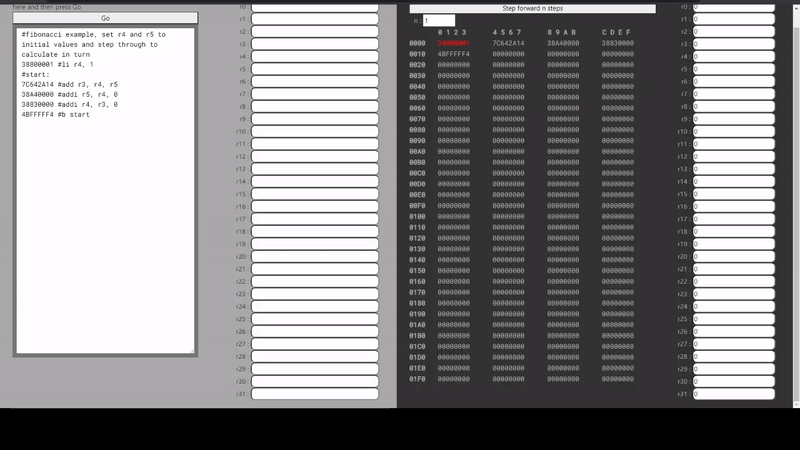 here and then press Go
Go
#fibonacci example, set r4 and r5 to
initial values and step through to
calculate in turn
38800001 #li r4, 1
#start:
7C642A14 #add r3, r4, r5
38A40000 #addi r5, r4, 0
38830000 #addi r4, r3, 0
4BFFFFF4 #b start
r0:
r1:
r2:
r3:
r4:
r5:
r6:
r7:
r8:
r9:
r10:
r11:
r12:
r13:
r14:
r15:
r16:
r17:
r18:
r19:
r20:
r21:
r22:
r23:
r24:
r25:
r26:
r27:
r28:
r29:
r30:
r31:
Step forward n steps
n: 1
0 1 2 3 4 5 6 7 8 9 A B C D E F
0000 38800001 7C642A14 38A40000 38830000
0010 4BFFFFF4 00000000 00000000 00000000
0020 00000000 00000000 00000000 00000000
0030 00000000 00000000 00000000 00000000
0040 00000000 00000000 00000000 00000000
0050 00000000 00000000 00000000 00000000
0060 00000000 00000000 00000000 00000000
0070 00000000 00000000 00000000 00000000
0080 00000000 00000000 00000000 00000000
0090 00000000 00000000 00000000 00000000
00A0 00000000 00000000 00000000 00000000
00B0 00000000 00000000 00000000 00000000
00C0 00000000 00000000 00000000 00000000
00D0 00000000 00000000 00000000 00000000
00E0 00000000 00000000 00000000 00000000
00F0 00000000 00000000 00000000 00000000
0100 00000000 00000000 00000000 00000000
0110 00000000 00000000 00000000 00000000
0120 00000000 00000000 00000000 00000000
0130 00000000 00000000 00000000 00000000
0140 00000000 00000000 00000000 00000000
0150 00000000 00000000 00000000 00000000
0160 00000000 00000000 00000000 00000000
0170 00000000 00000000 00000000 00000000
0180 00000000 00000000 00000000 00000000
0190 00000000 00000000 00000000 00000000
01A0 00000000 00000000 00000000 00000000
01B0 00000000 00000000 00000000 00000000
01C0 00000000 00000000 00000000 00000000
01D0 00000000 00000000 00000000 00000000
01E0 00000000 00000000 00000000 00000000
01F0 00000000 00000000 00000000 00000000
r0: 0
r1: 0
r2: 0
r3: 0
r4: 0
r5: 0
r6: 0
r7: 0
r8: 0
r9: 0
r10: 0
r11: 0
r12: 0
r13: 0
r14: 0
r15: 0
r16: 0
r17: 0
r18: 0
r19: 0
r20: 0
r21: 0
r22: 0
r23: 0
r24: 0
r25: 0
r26: 0
r27: 0
r28: 0
r29: 0
r30: 0
r31: 0